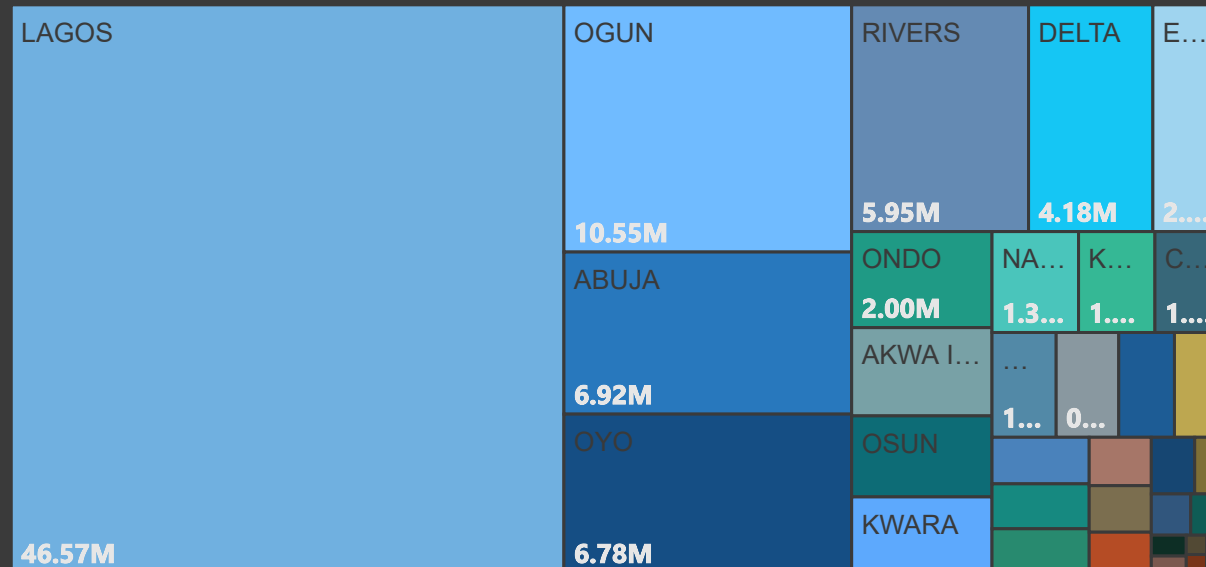 LAGOS
46.57M
OGUN
10.55M
ABUJA
6.92M
OYO
6.78M
RIVERS
5.95M
DELTA
4.18M
E...
2....
ONDO
2.00M
NA...
1.3...
K...
1....
C...
1....
AKWA I...
...
1...
0...
OSUN
KWARA